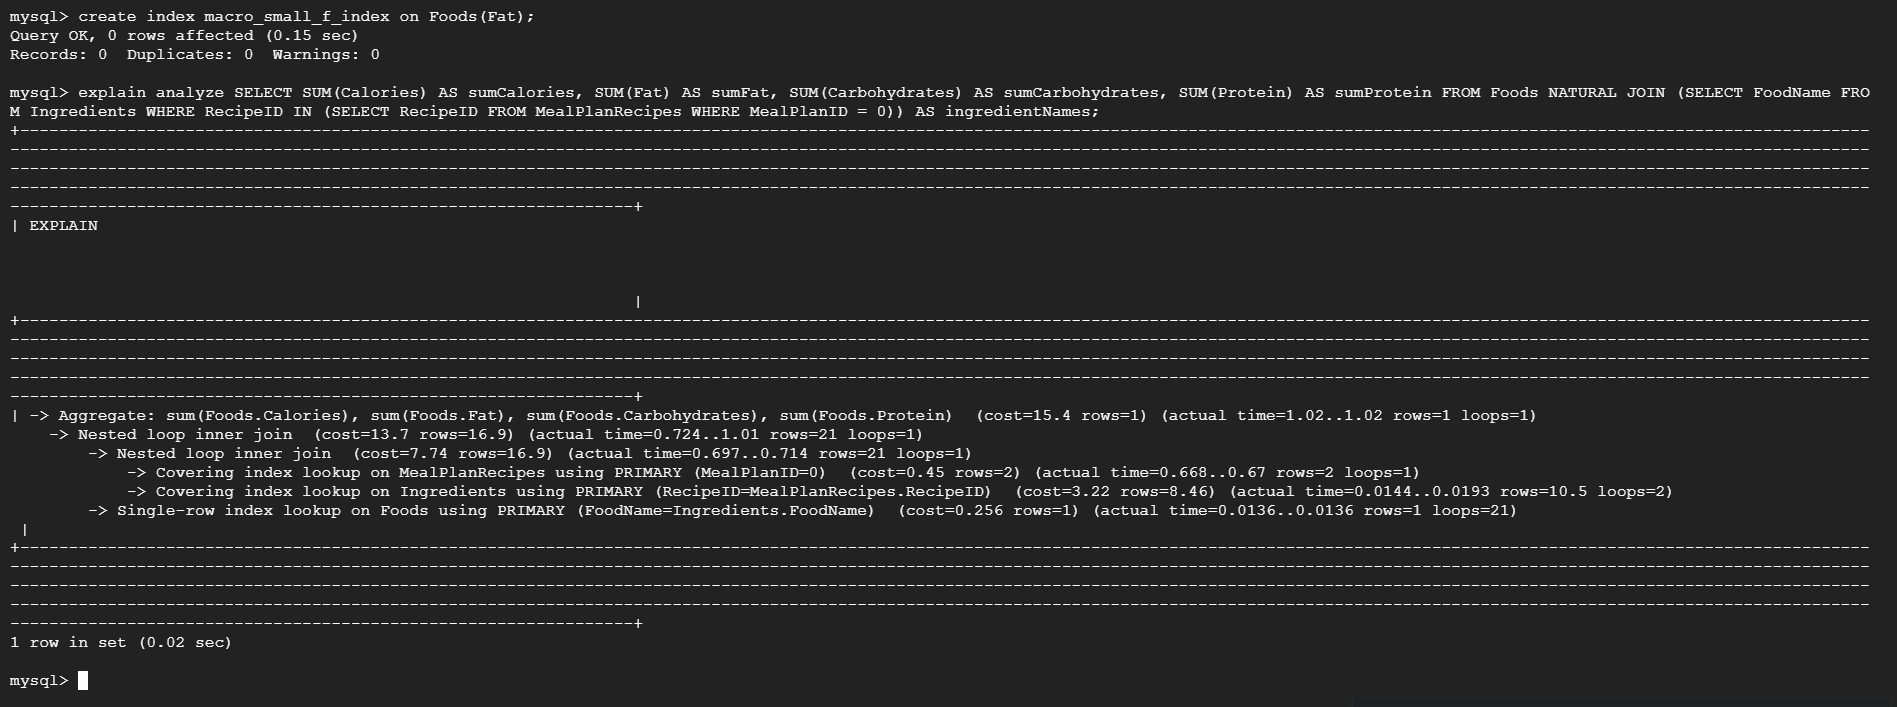 mysql> create index macro_small_f_index on Foods(Fat);
Query OK, 0 rows affected (0.15 sec)
Records: 0  Duplicates: 0  Warnings: 0
mysql> explain analyze SELECT SUM(Calories) AS sumCalories, SUM(Fat) AS sumFat, SUM(Carbohydrates) AS sumCarbohydrates, SUM(Protein) AS sumProtein FROM Foods NATURAL JOIN (SELECT FoodName FRO
M Ingredients WHERE RecipeID IN (SELECT RecipeID FROM MealPlanRecipes WHERE MealPlanID = 0)) AS ingredientNames;
| EXPLAIN
|
| -> Aggregate: sum(Foods.Calories), sum(Foods.Fat), sum(Foods.Carbohydrates), sum(Foods.Protein)  (cost=15.4 rows=1) (actual time=1.02..1.02 rows=1 loops=1)
    -> Nested loop inner join  (cost=13.7 rows=16.9) (actual time=0.724..1.01 rows=21 loops=1)
        -> Nested loop inner join  (cost=7.74 rows=16.9) (actual time=0.697..0.714 rows=21 loops=1)
            -> Covering index lookup on MealPlanRecipes using PRIMARY (MealPlanID=0)  (cost=0.45 rows=2) (actual time=0.668..0.67 rows=2 loops=1)
            -> Covering index lookup on Ingredients using PRIMARY (RecipeID=MealPlanRecipes.RecipeID)  (cost=3.22 rows=8.46) (actual time=0.0144..0.0193 rows=10.5 loops=2)
        -> Single-row index lookup on Foods using PRIMARY (FoodName=Ingredients.FoodName)  (cost=0.256 rows=1) (actual time=0.0136..0.0136 rows=1 loops=21)
 |
1 row in set (0.02 sec)
mysql>